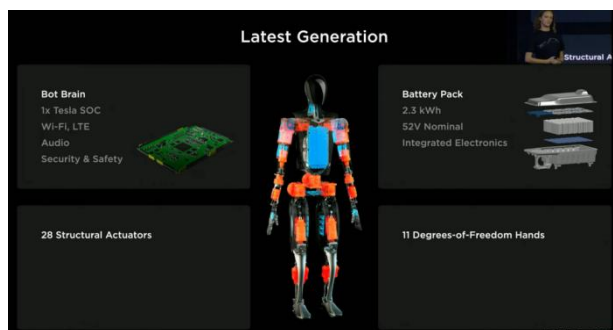 Latest Generation
Structural A
Bot Brain
1x Tesla SOC
Wi-Fi, LTE
Audio
Security & Safety
Battery Pack
2.3 kWh
52V Nominal
Integrated Electronics
28 Structural Actuators
11 Degrees-of-Freedom Hands